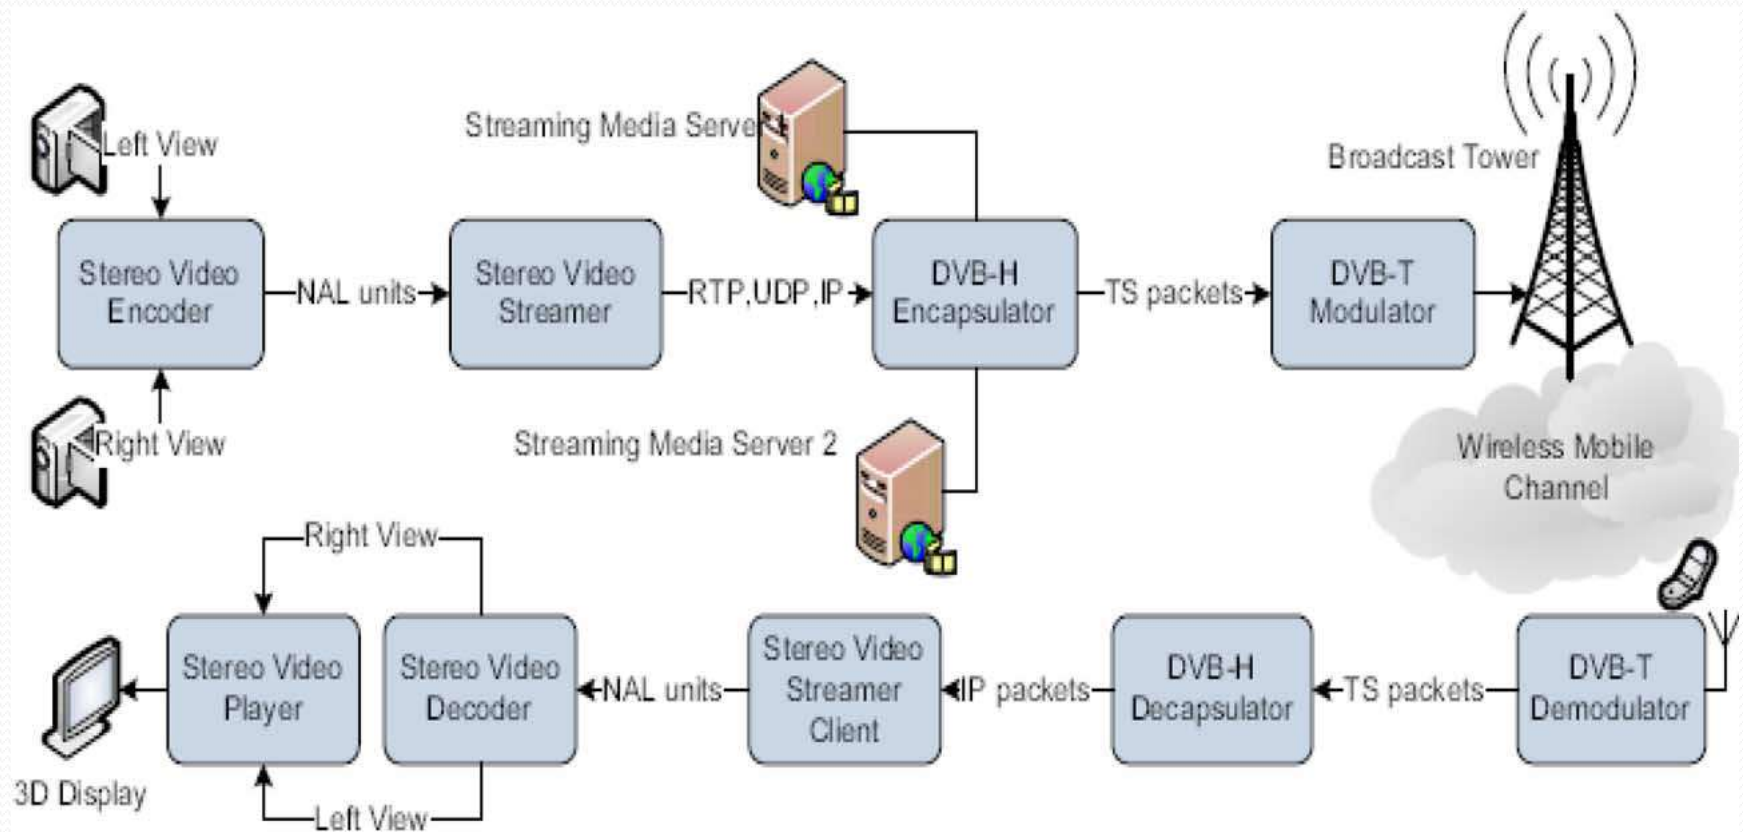 Left View
Streaming Media Serve
Broadcast Tower
Stereo Video
Encoder
NAL units
Stereo Video
Streamer
RTP,UDP,IP
DVB-H
Encapsulator
TS packets
DVB-T
Modulator
Right View
Streaming Media Server 2
Wireless Mobile
Channel
Right View
Stereo Video
Player
Stereo Video
Decoder
NAL units
Stereo Video
Streamer
Client
IP packets
DVB-H
Decapsulator
TS packets
DVB-T
Demodulator
3D Display
Left View